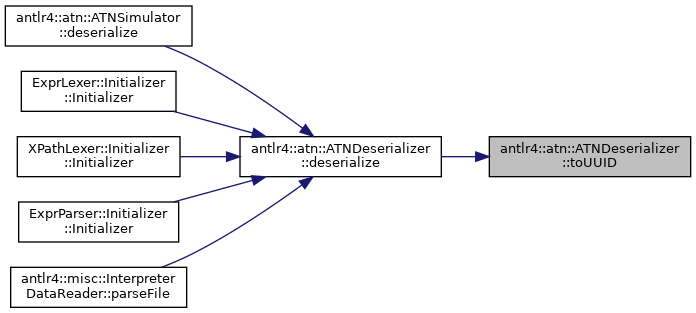 antlr4::atn::ATNSimulator
::deserialize
ExprLexer::Initializer
::Initializer
XPathLexer::Initializer
::Initializer
ExprParser::Initializer
::Initializer
antlr4::misc::Interpreter
DataReader::parseFile
antlr4::atn::ATNDeserializer
::deserialize
antlr4::atn::ATNDeserializer
::toUUID